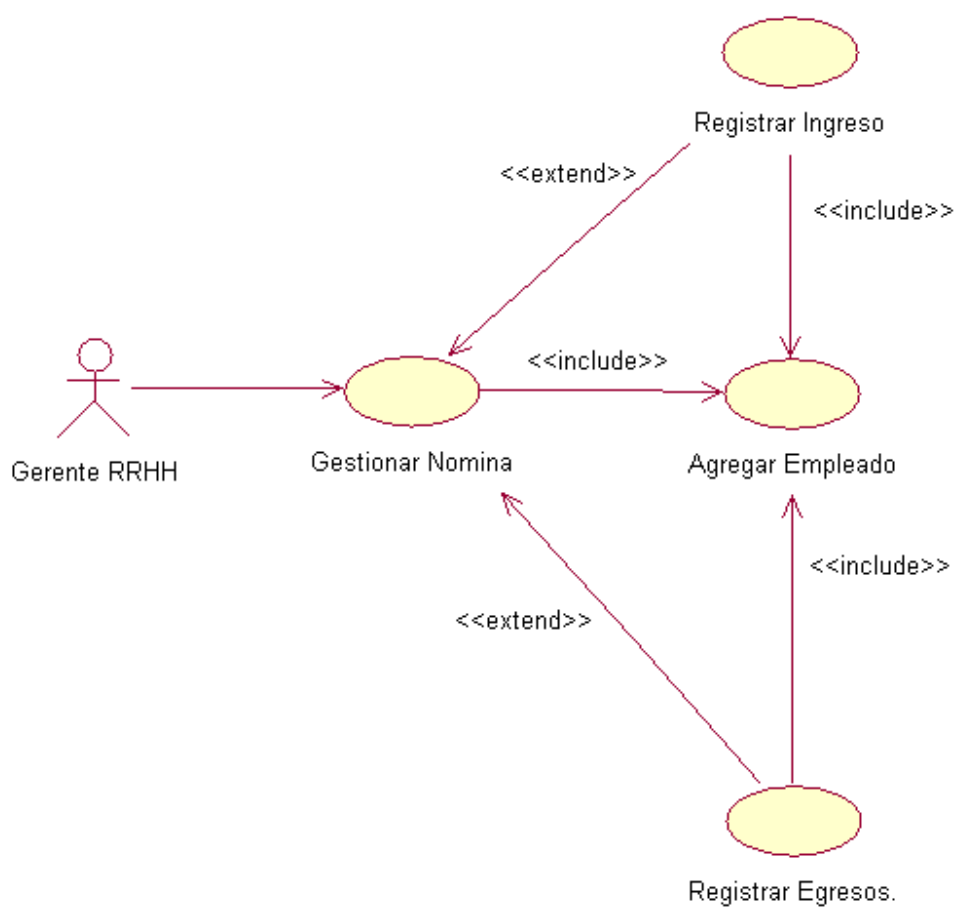 Registrar Ingreso
<<extend>>
<<include>>
<<include>>
Gerente RRHH
Gestionar Nomina
Agregar Empleado
<<include>>
<<extend>>
Registrar Egresos.